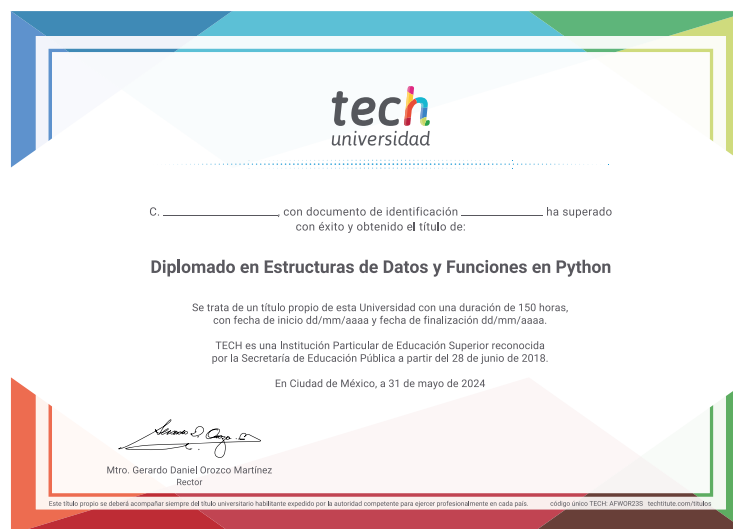 tech
universidad
C. ________________, con documento de identificación ____________ ha superado
con éxito y obtenido el título de:
Diplomado en Estructuras de Datos y Funciones en Python
Se trata de un título propio de esta Universidad con una duración de 150 horas,
con fecha de inicio dd/mm/aaaa y fecha de finalización dd/mm/aaaa.
TECH es una Institución Particular de Educación Superior reconocida
por la Secretaría de Educación Pública a partir del 28 de junio de 2018.
En Ciudad de México, a 31 de mayo de 2024
Mtro. Gerardo Daniel Orozco Martínez
Rector
Este título propio se deberá acompañar siempre del título universitario habilitante expedido por la autoridad competente para ejercer profesionalmente en cada país. código único TECH: AFWOR23S techtitute.com/titulos